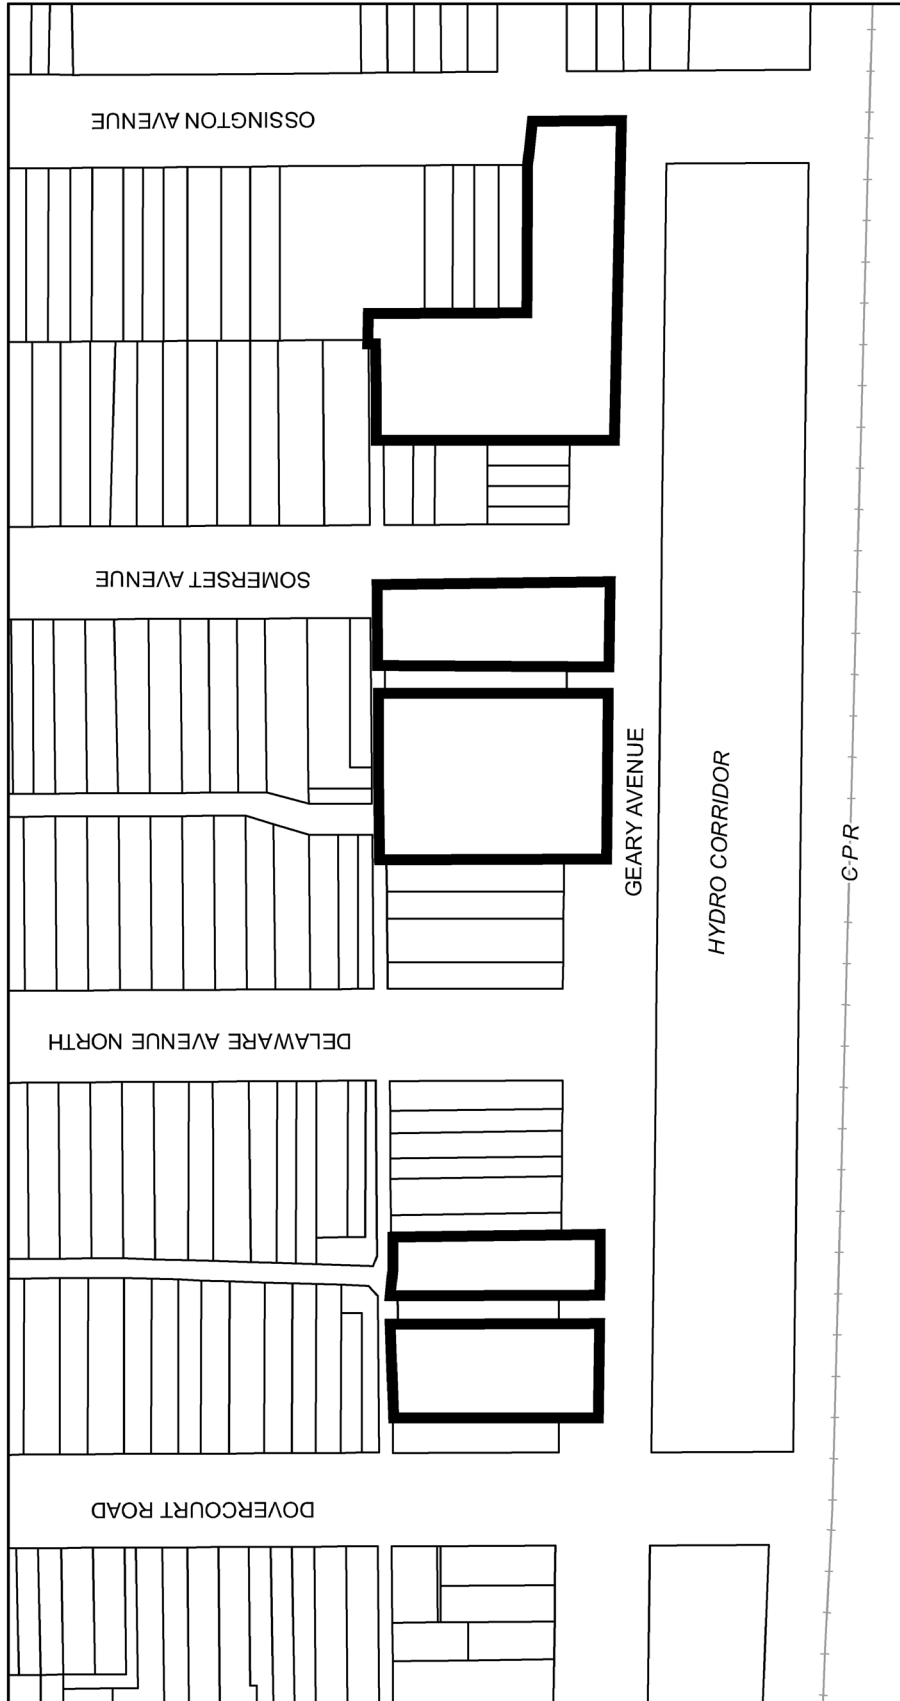 OSSINGTON AVENUE
SOMERSET AVENUE
GEARY AVENUE
HYDRO CORRIDOR
C-P-R
DELAWARE AVENUE NORTH
DOVERCOURT ROAD